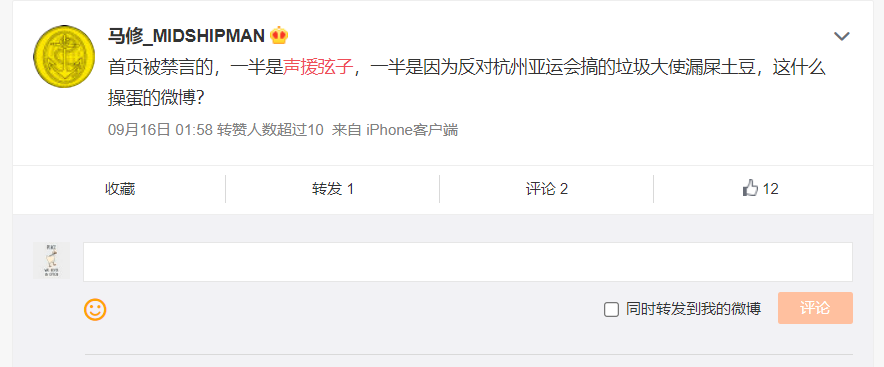 马修_MIDSHIPMAN
首页被禁言的，一半是声援弦子，一半是因为反对杭州亚运会搞的垃圾大使漏屎土豆，这什么
操蛋的微博？
09月16日 01:58 转赞人数超过10 来自 iPhone客户端
收藏
转发 1
评论 2
12
同时转发到我的微博
评论